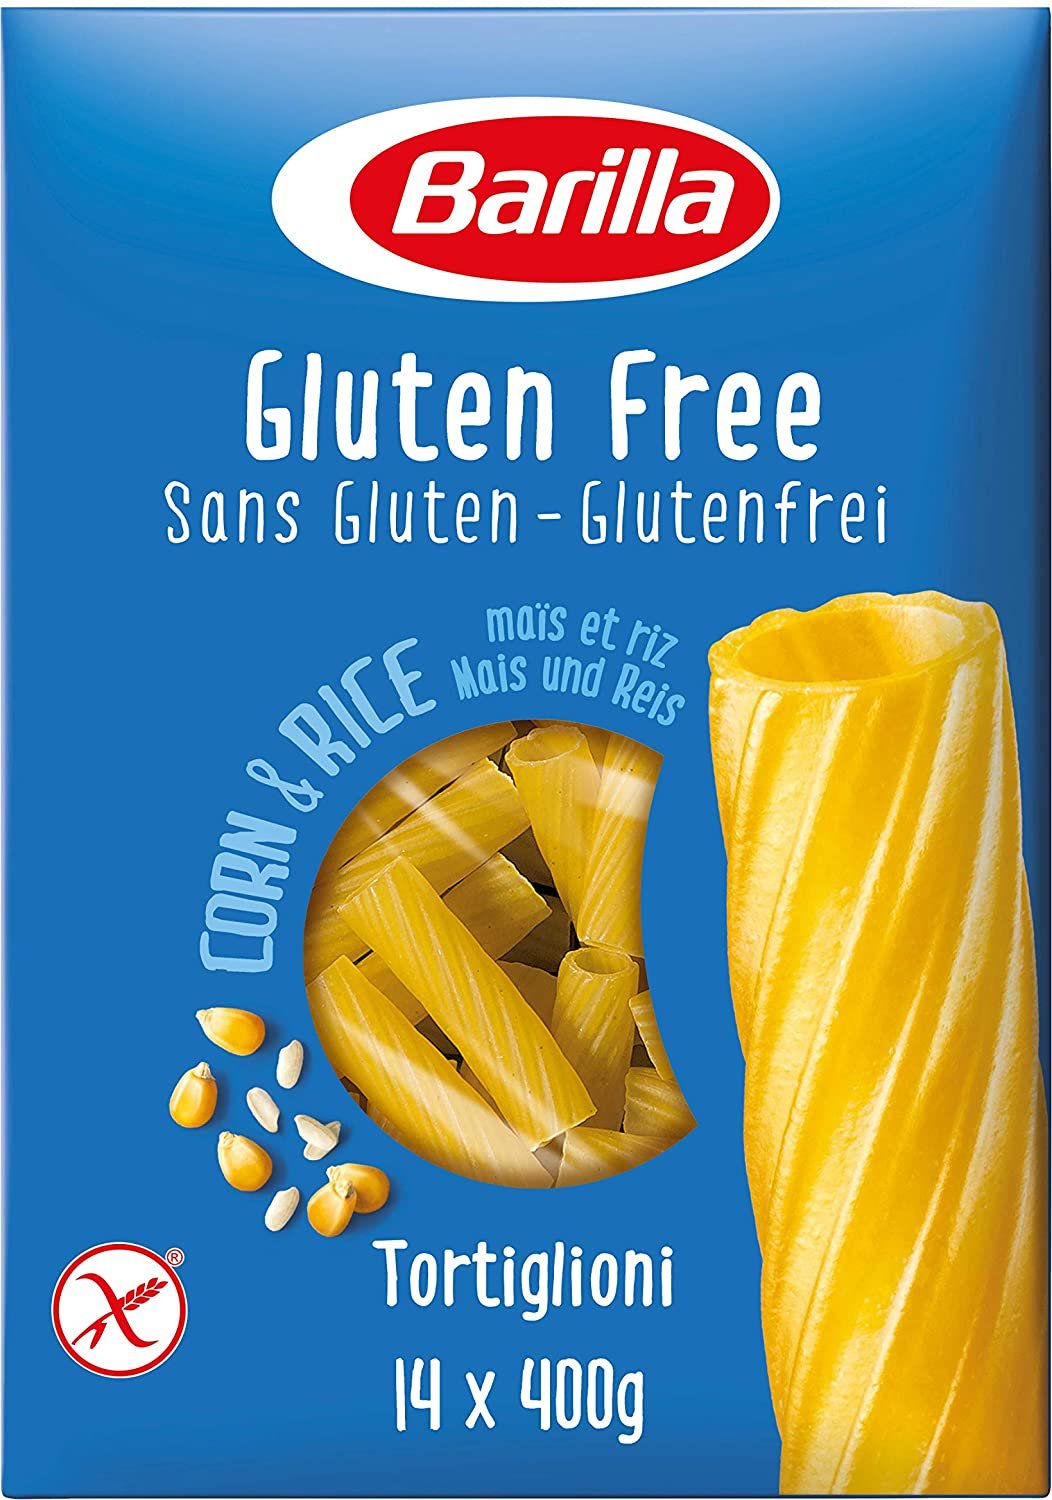 Barilla
Gluten Free
Sans Gluten - Glutenfrei
CORN & RICE
maïs et riz
Mais und Reis
®
Tortiglioni
14 x 400g